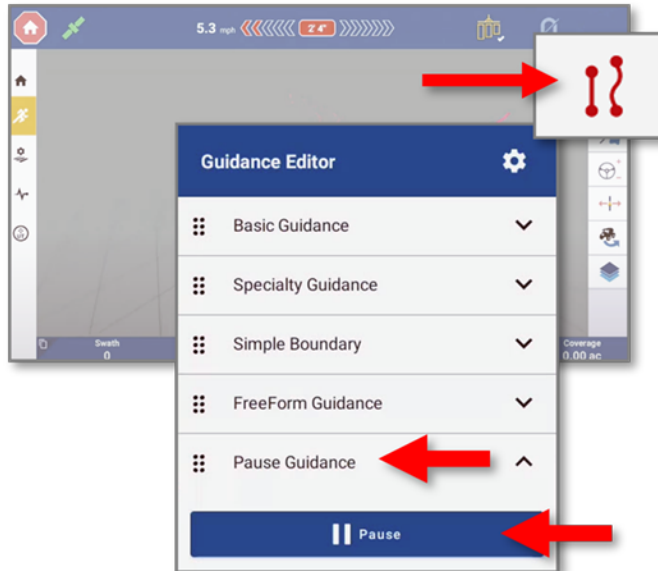 5.3 mph
2' 4"
Guidance Editor
Basic Guidance
Specialty Guidance
Simple Boundary
FreeForm Guidance
Pause Guidance
Pause
Swath
0
Coverage
0.00 ac